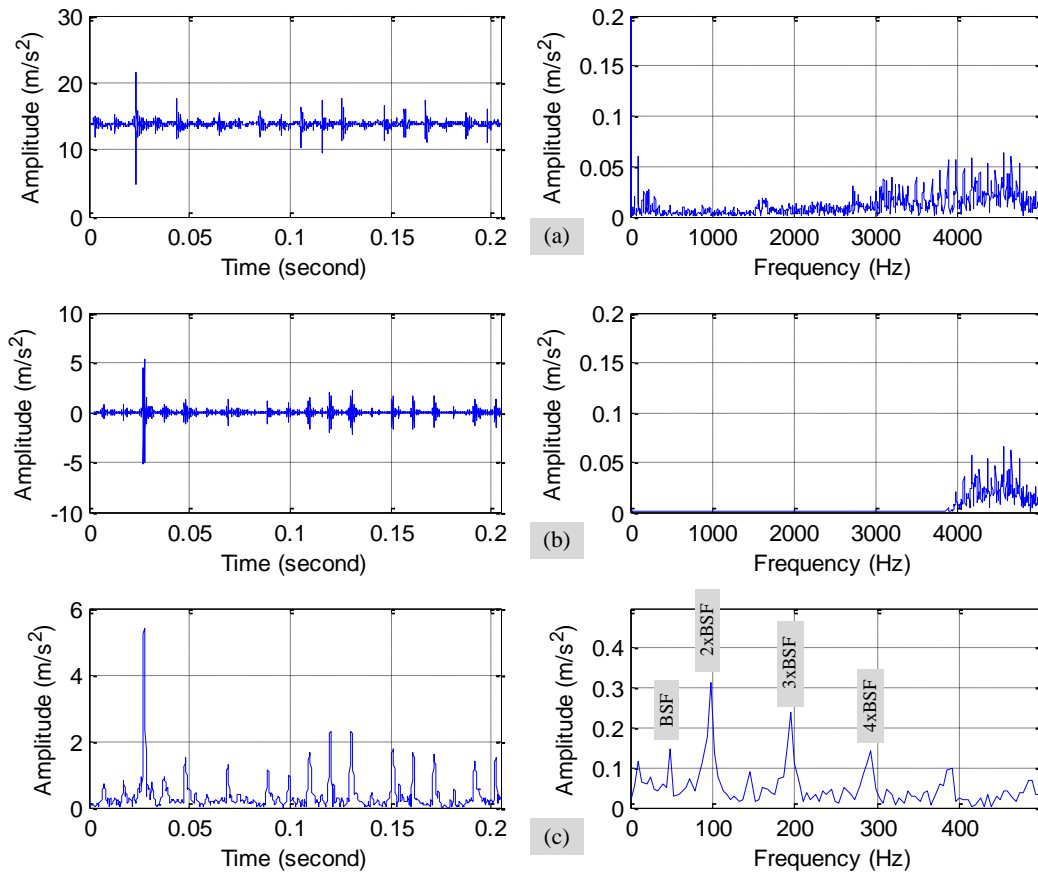 30
20
10
0
Amplitude (m/s²)
0 0.05 0.1 0.15 0.2
Time (second)
(a)
0.2
0.15
0.1
0.05
0
Amplitude (m/s²)
0 1000 2000 3000 4000
Frequency (Hz)
10
5
0
-5
-10
Amplitude (m/s²)
0 0.05 0.1 0.15 0.2
Time (second)
(b)
0.2
0.15
0.1
0.05
0
Amplitude (m/s²)
0 1000 2000 3000 4000
Frequency (Hz)
6
4
2
0
Amplitude (m/s²)
0 0.05 0.1 0.15 0.2
Time (second)
(c)
0.4
0.3
0.2
0.1
0
Amplitude (m/s²)
BSF
2xBSF
3xBSF
4xBSF
0 100 200 300 400
Frequency (Hz)